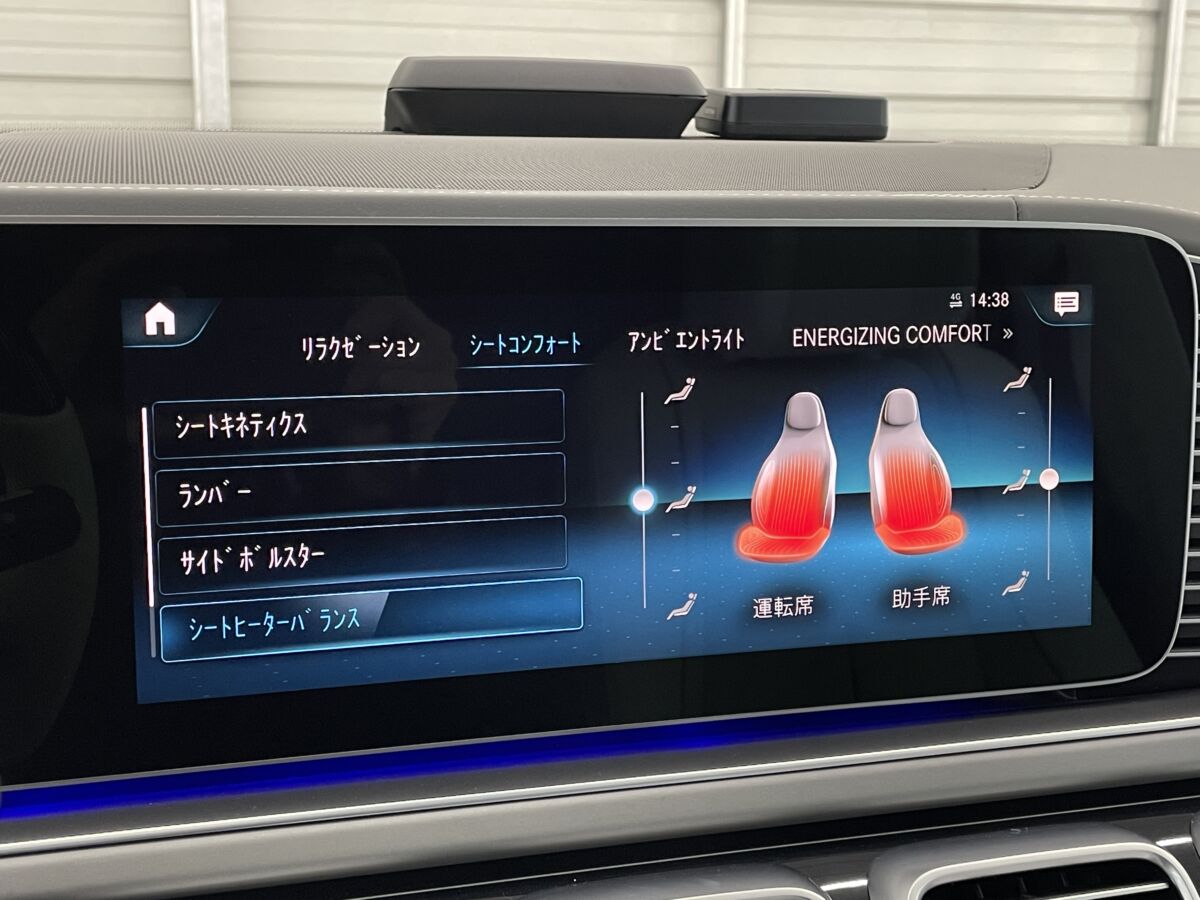 4G 14:38
リラクゼーション シートコンフォート アンビエントライト ENERGIZING COMFORT »
シートキネティクス
ランバー
サイドボルスター
シートヒーターバランス
運転席 助手席